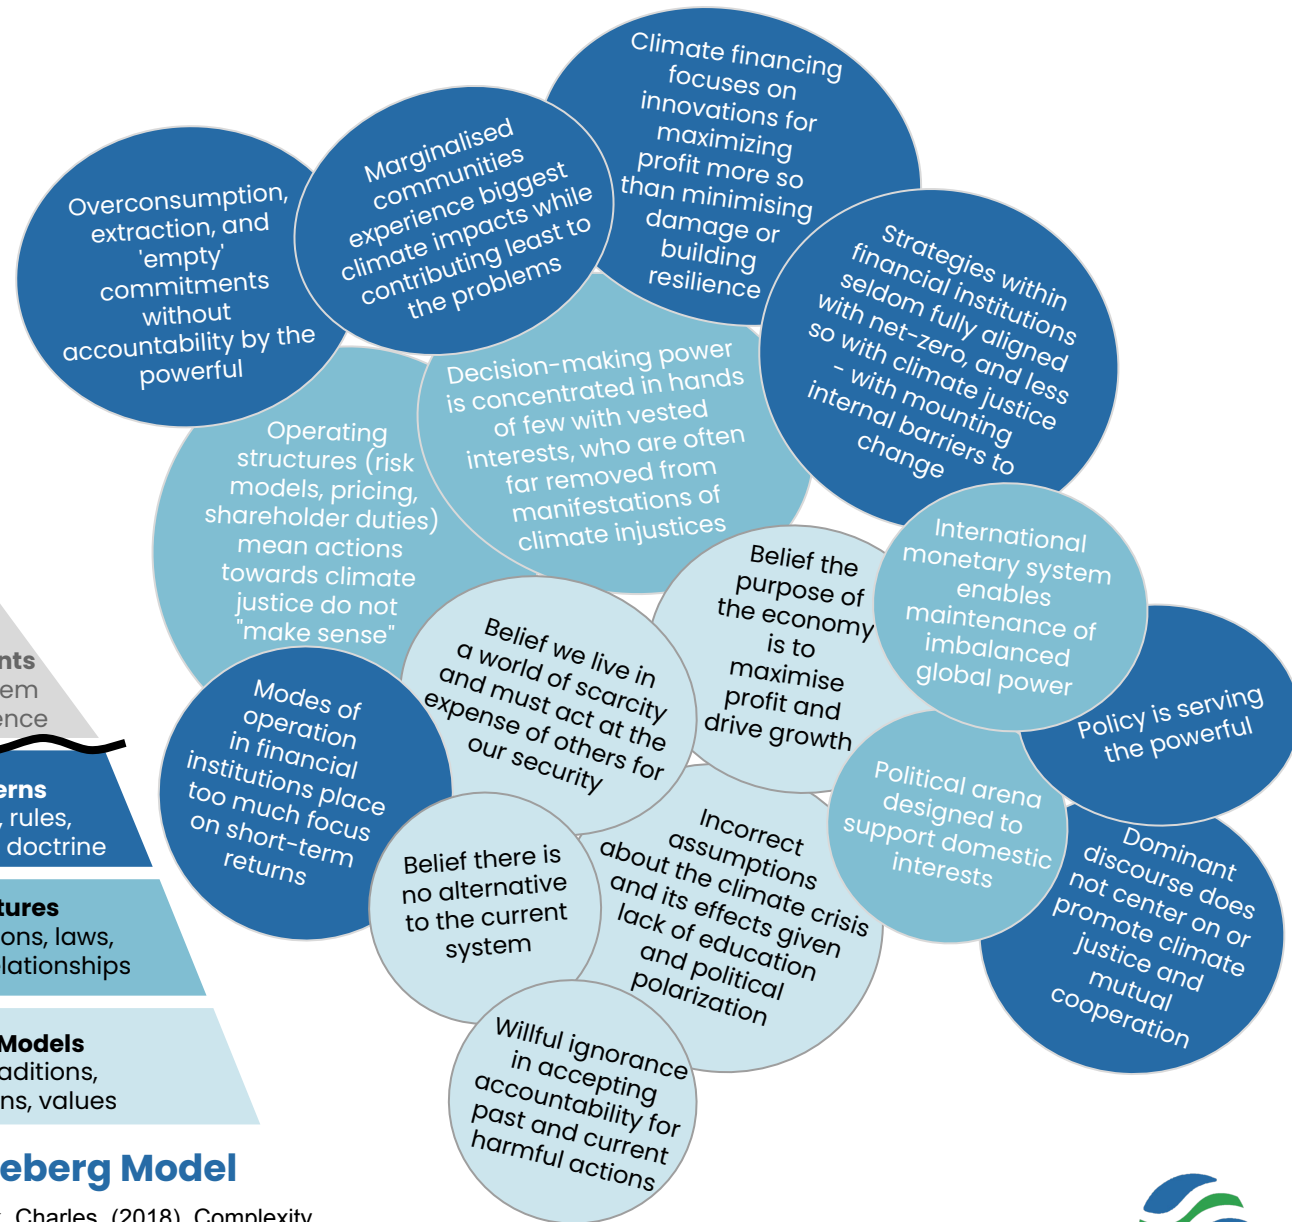 Climate financing
focuses on
innovations for
maximizing
profit more so
than minimising
damage or
building
resilience
Marginalised
communities
experience biggest
climate impacts while
contributing least to
the problems
Overconsumption,
extraction, and
'empty'
commitments
without
accountability by the
powerful
Strategies within
financial institutions
seldom fully aligned
with net-zero, and less
so with climate justice
- with mounting
internal barriers to
change
Decision-making power
is concentrated in hands
of few with vested
interests, who are often
far removed from
manifestations of
climate injustices
Operating
structures (risk
models, pricing,
shareholder duties)
mean actions
towards climate
justice do not
"make sense"
International
monetary system
enables
maintenance of
imbalanced
global power
Belief the
purpose of
the economy
is to
maximise
profit and
drive growth
Belief we live in
a world of scarcity
and must act at the
expense of others for
our security
Modes of
operation
in financial
institutions place
too much focus
on short-term
returns
Policy is serving
the powerful
Political arena
designed to
support domestic
interests
Dominant
discourse does
not center on or
promote climate
justice and
mutual
cooperation
Incorrect
assumptions
about the climate crisis
and its effects given
lack of education
and political
polarization
Belief there is
no alternative
to the current
system
Willful ignorance
in accepting
accountability for
past and current
harmful actions
nts
em
ence
erns
, rules,
doctrine
tures
ons, laws,
elationships
Models
aditions,
ns, values
eberg Model
Charles. (2018). Complexity